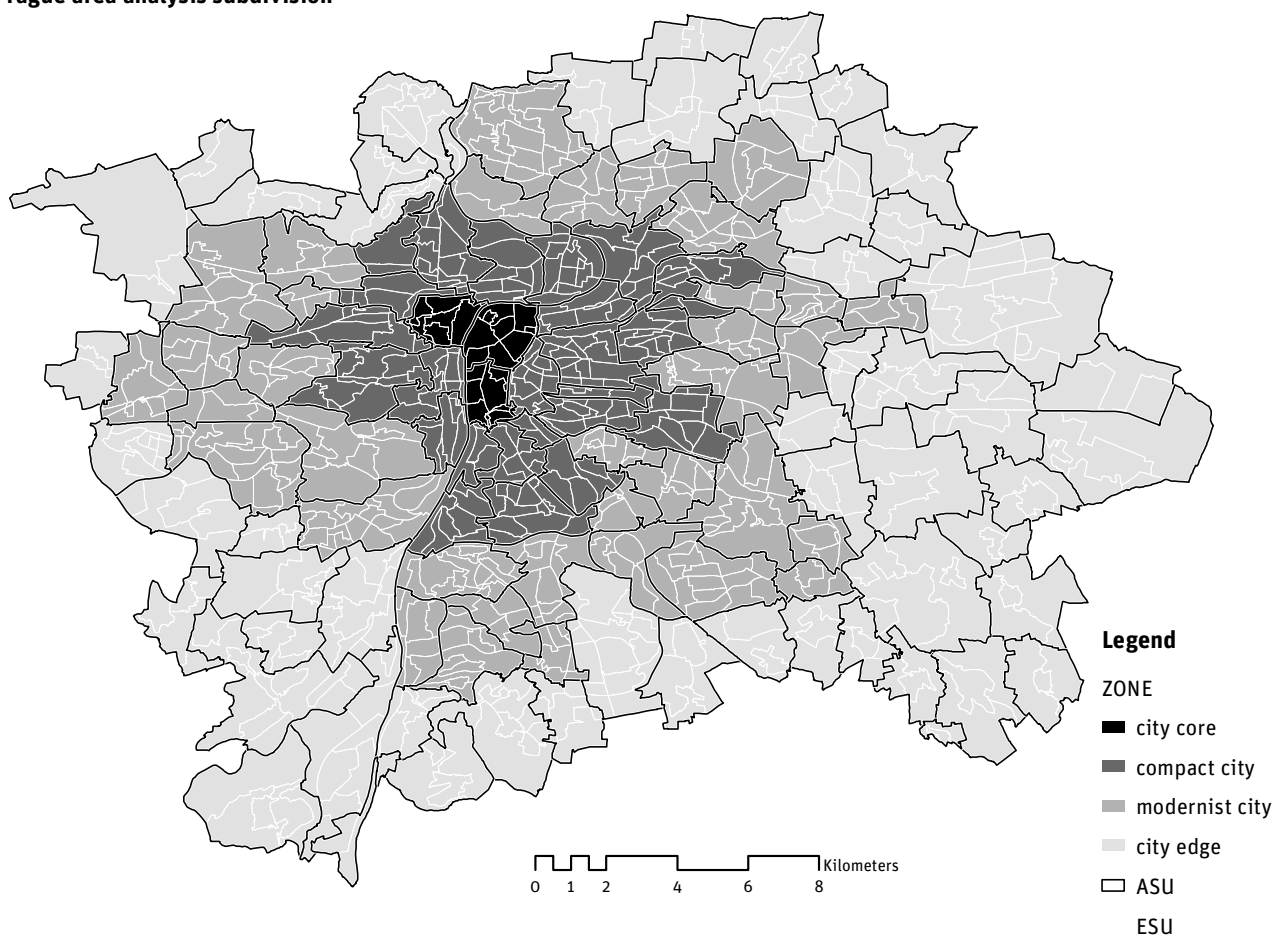 area analysis subdivision
Kilometers
0 1 2 4 6 8
Legend
ZONE
city core
compact city
modernist city
city edge
ASU
ESU